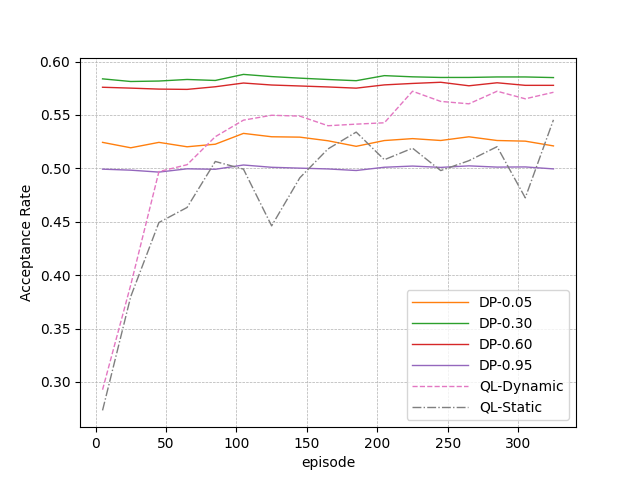 0.60
0.55
0.50
0.45
0.40
0.35
0.30
Acceptance Rate
0
50
100
150
200
250
300
episode
DP-0.05
DP-0.30
DP-0.60
DP-0.95
QL-Dynamic
QL-Static